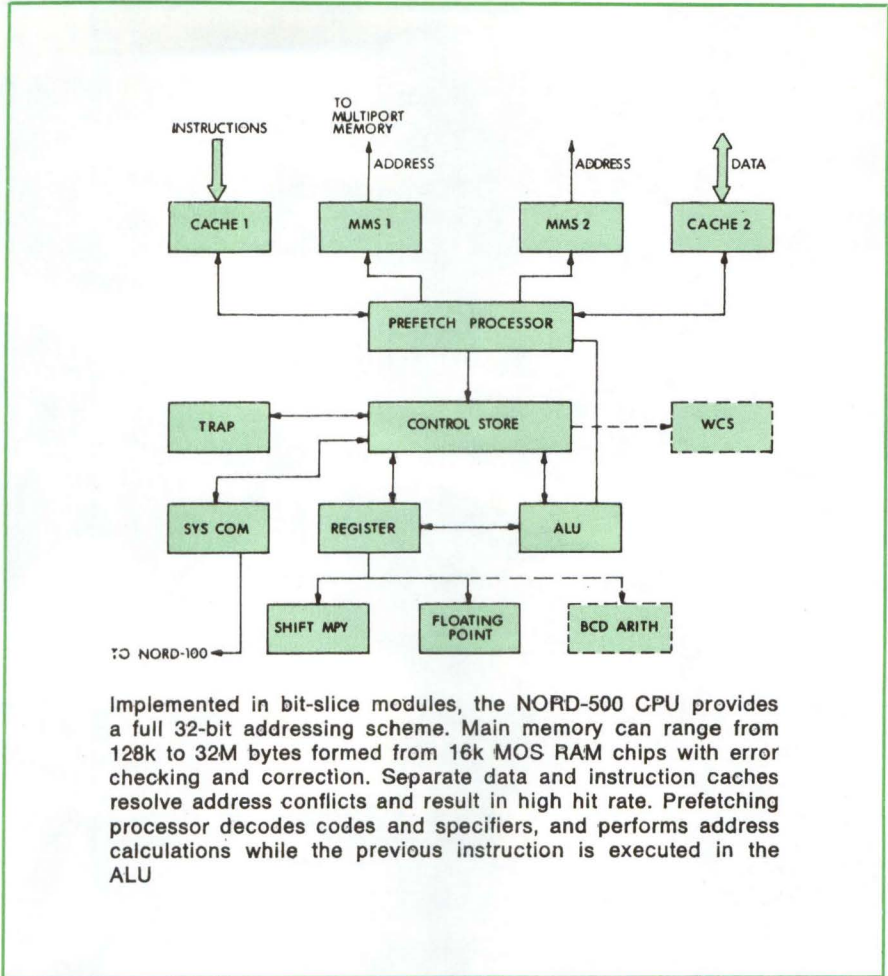 TO
MULTIPORT
MEMORY
INSTRUCTIONS
ADDRESS
ADDRESS
DATA
CACHE 1
MMS 1
MMS 2
CACHE 2
PREFETCH PROCESSOR
TRAP
CONTROL STORE
WCS
SYS COM
REGISTER
ALU
SHIFT MPY
FLOATING
POINT
BCD ARITH
TO NORD-100
Implemented in bit-slice modules, the NORD-500 CPU provides
a full 32-bit addressing scheme. Main memory can range from
128k to 32M bytes formed from 16k MOS RAM chips with error
checking and correction. Separate data and instruction caches
resolve address conflicts and result in high hit rate. Prefetching
processor decodes codes and specifiers, and performs address
calculations while the previous instruction is executed in the
ALU